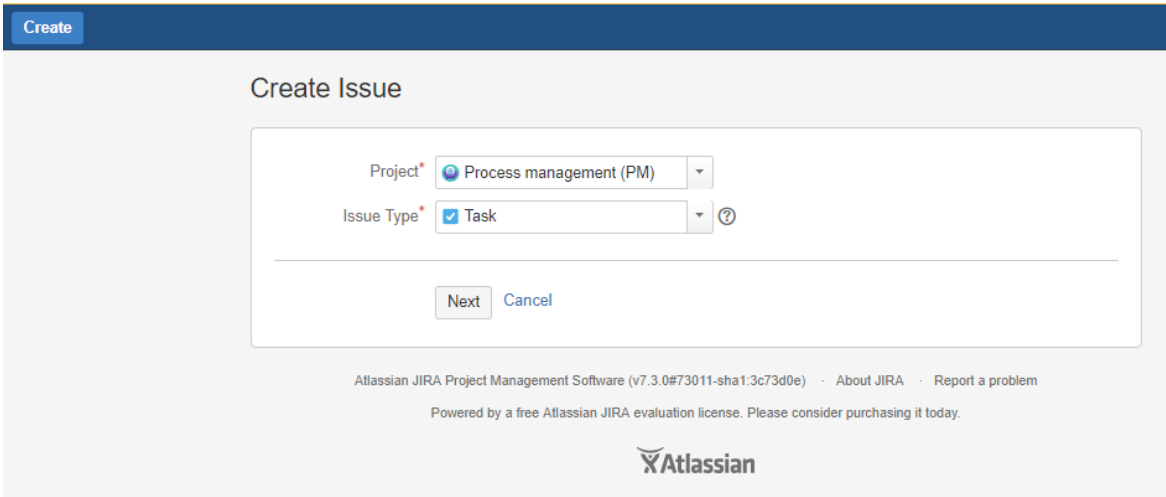 Create
Create Issue
Project* Process management (PM)
Issue Type* Task ?
Next Cancel
Atlassian JIRA Project Management Software (v7.3.0#73011-sha1:3c73d0e) · About JIRA · Report a problem
Powered by a free Atlassian JIRA evaluation license. Please consider purchasing it today.
Atlassian